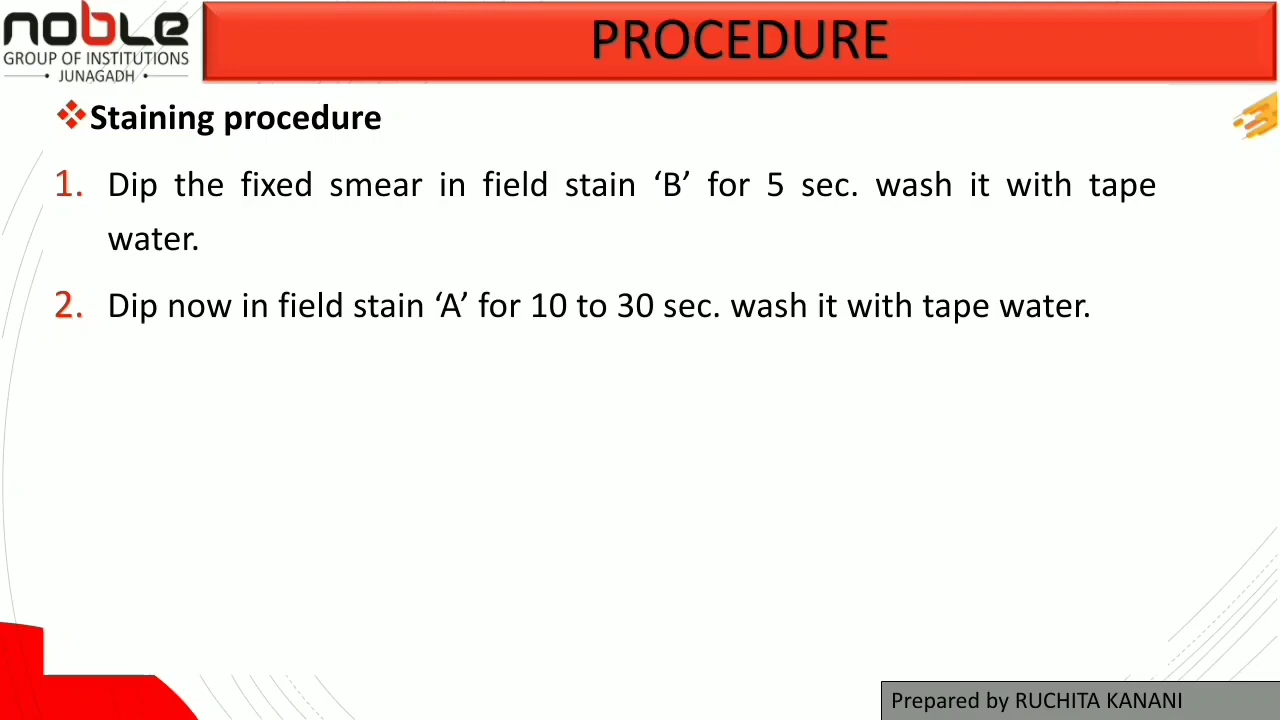 noble
GROUP OF INSTITUTIONS
• JUNAGADH •
PROCEDURE
❖Staining procedure
1. Dip the fixed smear in field stain ‘B’ for 5 sec. wash it with tape
water.
2. Dip now in field stain ‘A’ for 10 to 30 sec. wash it with tape water.
Prepared by RUCHITA KANANI